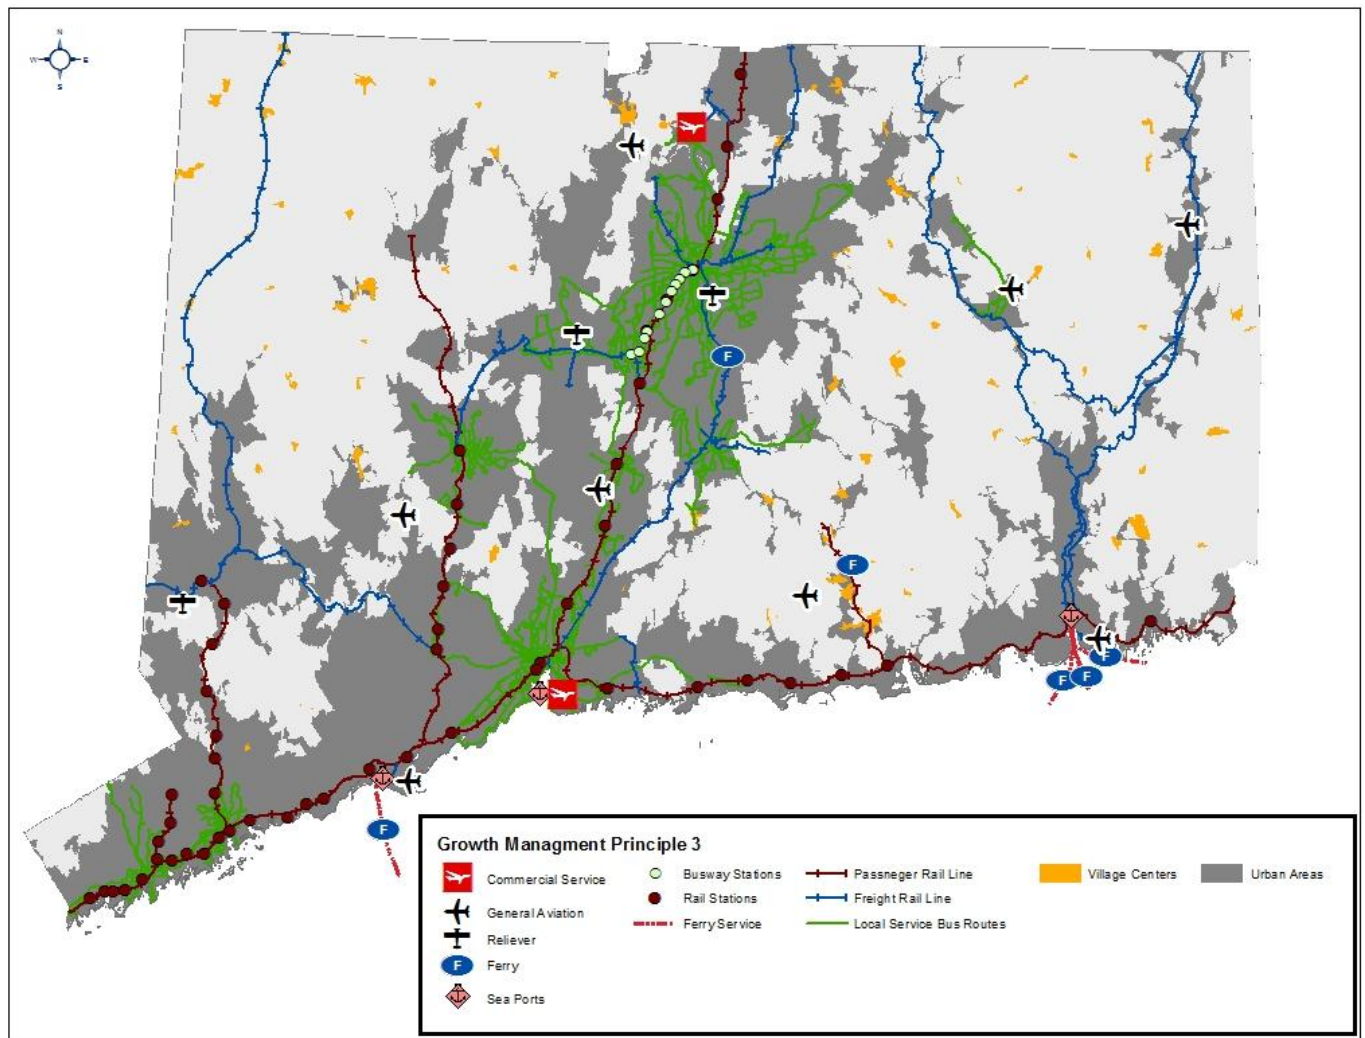 N
W E
S
F
F
F
F
F
F
Growth Managment Principle 3
Commercial Service
General Aviation
Reliever
F Ferry
Sea Ports
Busway Stations
Rail Stations
Ferry Service
Passneger Rail Line
Freight Rail Line
Local Service Bus Routes
Village Centers
Urban Areas